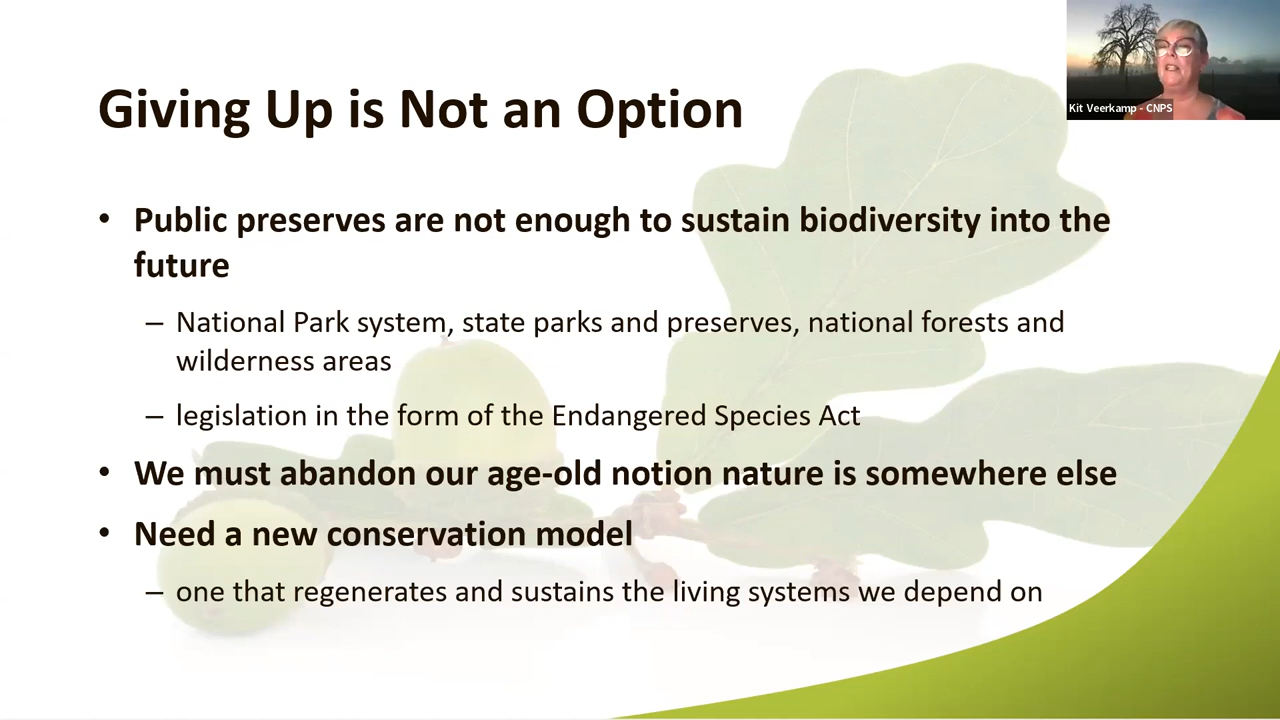 Kit Veerkamp - CNPS
Giving Up is Not an Option
• Public preserves are not enough to sustain biodiversity into the
future
– National Park system, state parks and preserves, national forests and
wilderness areas
– legislation in the form of the Endangered Species Act
• We must abandon our age-old notion nature is somewhere else
• Need a new conservation model
– one that regenerates and sustains the living systems we depend on